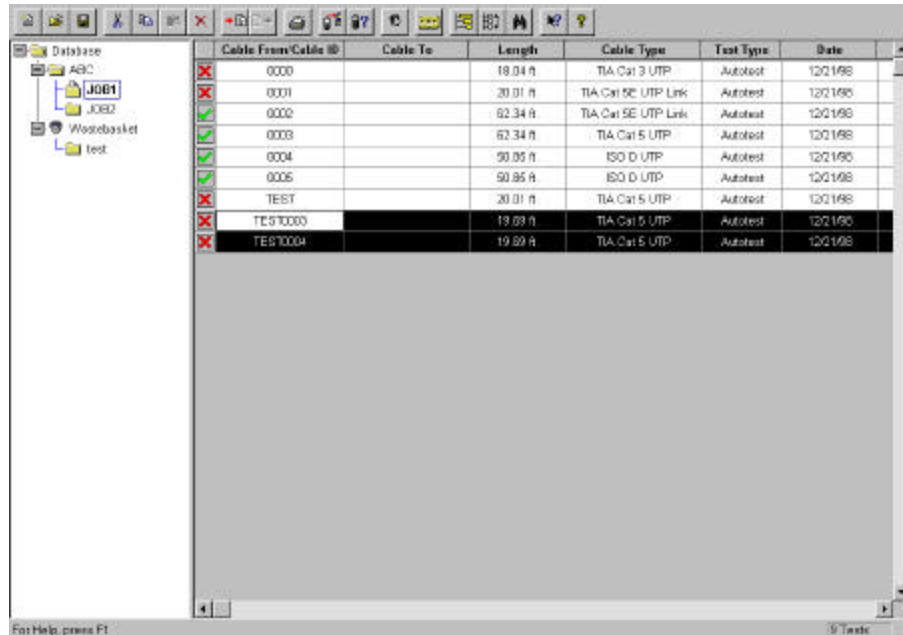 Database
ABC
JOB1
JOB2
Wastebasket
test
Cable From/Cable ID Cable To Length Cable Type Test Type Date
0000 18.04 ft TIA Cat 3 UTP Autotest 12/21/98
0001 20.01 ft TIA Cat 5E UTP Link Autotest 12/21/98
0002 62.34 ft TIA Cat 5E UTP Link Autotest 12/21/98
0003 62.34 ft TIA Cat 5 UTP Autotest 12/21/98
0004 50.85 ft ISO D UTP Autotest 12/21/98
0005 50.85 ft ISO D UTP Autotest 12/21/98
TEST 20.01 ft TIA Cat 5 UTP Autotest 12/21/98
TEST0003 19.69 ft TIA Cat 5 UTP Autotest 12/21/98
TEST0004 19.69 ft TIA Cat 5 UTP Autotest 12/21/98
For Help, press F1
9 Tests